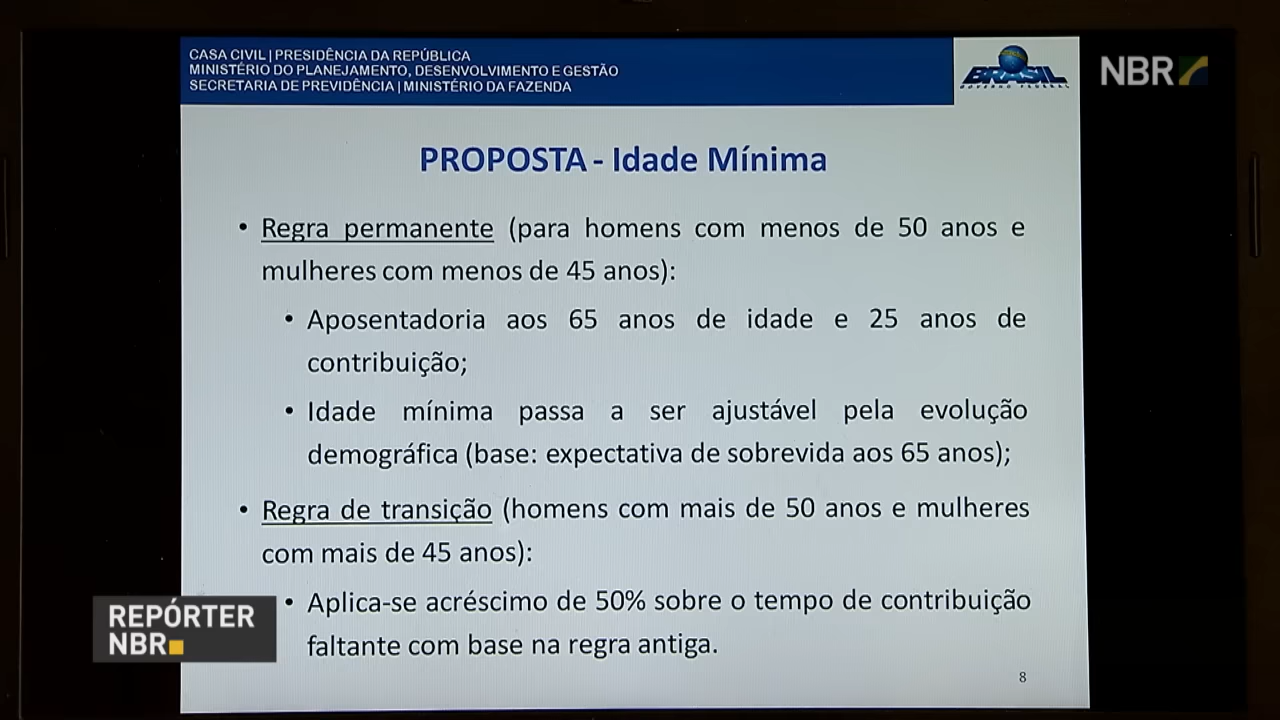 CASA CIVIL | PRESIDÊNCIA DA REPÚBLICA
MINISTÉRIO DO PLANEJAMENTO, DESENVOLVIMENTO E GESTÃO
SECRETARIA DE PREVIDÊNCIA | MINISTÉRIO DA FAZENDA
BRASIL
GOVERNO FEDERAL
NBR
PROPOSTA - Idade Mínima
• Regra permanente (para homens com menos de 50 anos e
mulheres com menos de 45 anos):
• Aposentadoria aos 65 anos de idade e 25 anos de
contribuição;
• Idade mínima passa a ser ajustável pela evolução
demográfica (base: expectativa de sobrevida aos 65 anos);
• Regra de transição (homens com mais de 50 anos e mulheres
com mais de 45 anos):
• Aplica-se acréscimo de 50% sobre o tempo de contribuição
faltante com base na regra antiga.
REPÓRTER
NBR
8